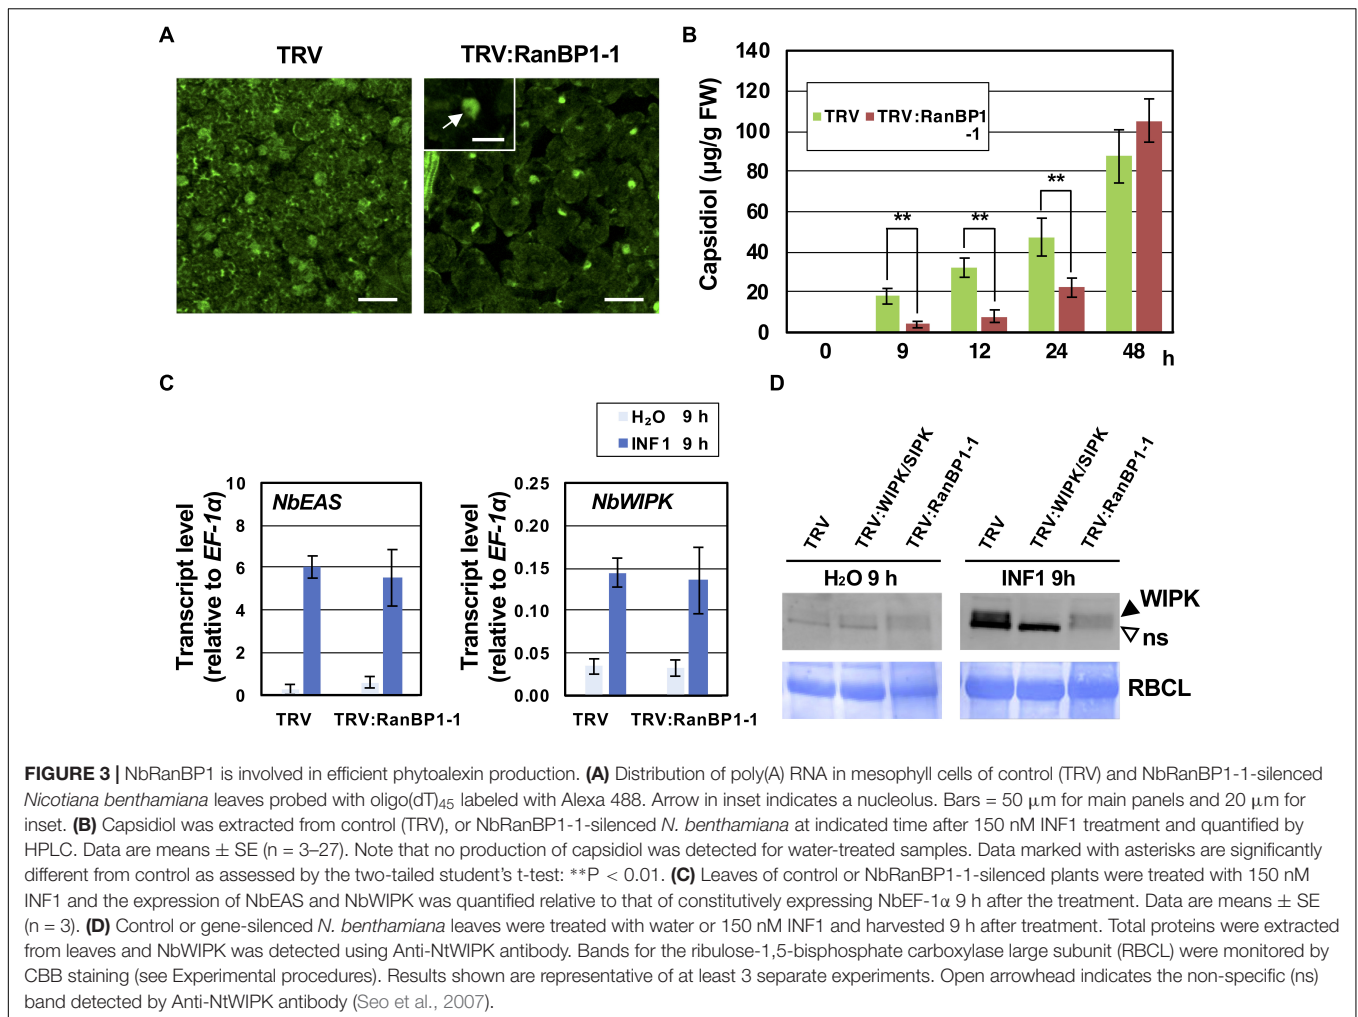 A
TRV
TRV:RanBP1-1
B
Capsidiol (µg/g FW)
140
120
100
80
60
40
20
0
TRV
TRV:RanBP1
-1
**
**
**
0
9
12
24
48
h
C
H₂O 9 h
INF1 9 h
Transcript level
(relative to EF-1α)
10
8
6
4
2
0
NbEAS
TRV
TRV:RanBP1-1
Transcript level
(relative to EF-1α)
0.25
0.20
0.15
0.10
0.05
0.00
NbWIPK
TRV
TRV:RanBP1-1
D
TRV
TRV:WIPK/SIPK
TRV:RanBP1-1
TRV
TRV:WIPK/SIPK
TRV:RanBP1-1
H₂O 9 h
INF1 9h
WIPK
ns
RBCL
FIGURE 3 | NbRanBP1 is involved in efficient phytoalexin production. (A) Distribution of poly(A) RNA in mesophyll cells of control (TRV) and NbRanBP1-1-silenced
Nicotiana benthamiana leaves probed with oligo(dT)₄₅ labeled with Alexa 488. Arrow in inset indicates a nucleolus. Bars = 50 µm for main panels and 20 µm for
inset. (B) Capsidiol was extracted from control (TRV), or NbRanBP1-1-silenced N. benthamiana at indicated time after 150 nM INF1 treatment and quantified by
HPLC. Data are means ± SE (n = 3–27). Note that no production of capsidiol was detected for water-treated samples. Data marked with asterisks are significantly
different from control as assessed by the two-tailed student's t-test: **P < 0.01. (C) Leaves of control or NbRanBP1-1-silenced plants were treated with 150 nM
INF1 and the expression of NbEAS and NbWIPK was quantified relative to that of constitutively expressing NbEF-1α 9 h after the treatment. Data are means ± SE
(n = 3). (D) Control or gene-silenced N. benthamiana leaves were treated with water or 150 nM INF1 and harvested 9 h after treatment. Total proteins were extracted
from leaves and NbWIPK was detected using Anti-NtWIPK antibody. Bands for the ribulose-1,5-bisphosphate carboxylase large subunit (RBCL) were monitored by
CBB staining (see Experimental procedures). Results shown are representative of at least 3 separate experiments. Open arrowhead indicates the non-specific (ns)
band detected by Anti-NtWIPK antibody (Seo et al., 2007).